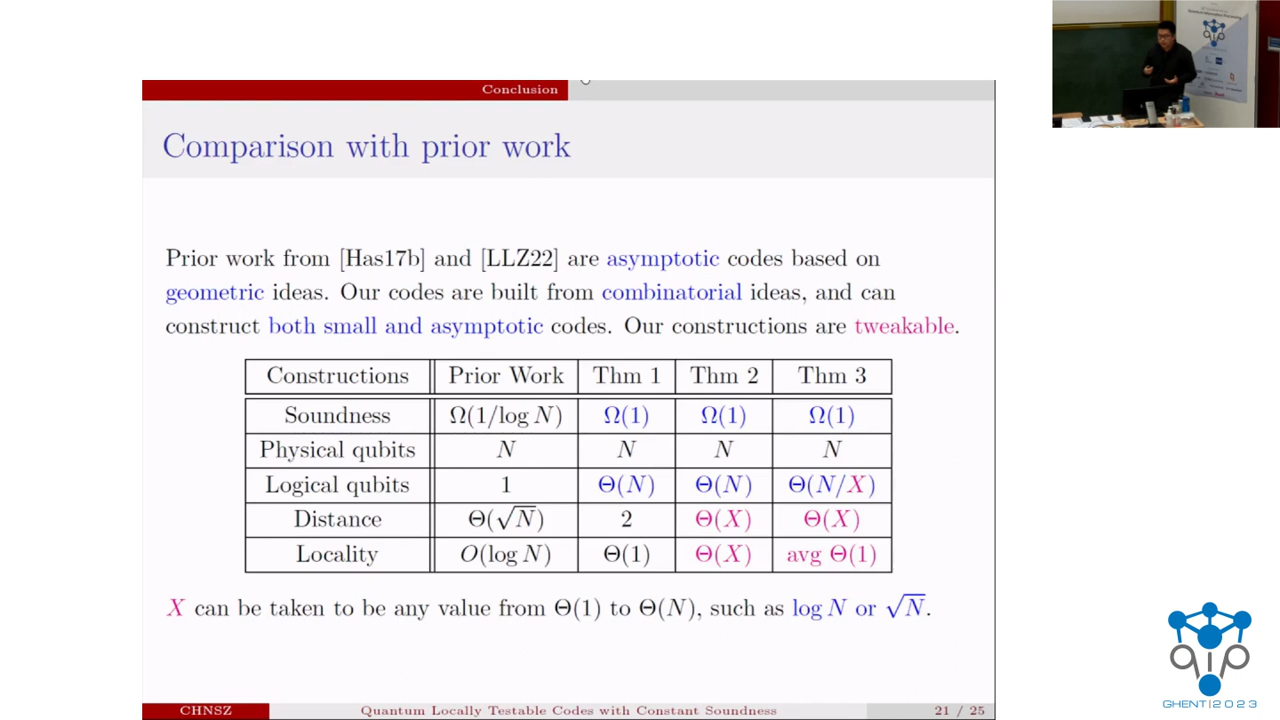 Conclusion
Comparison with prior work
Prior work from [Has17b] and [LLZ22] are asymptotic codes based on
geometric ideas. Our codes are built from combinatorial ideas, and can
construct both small and asymptotic codes. Our constructions are tweakable.
Constructions Prior Work Thm 1 Thm 2 Thm 3
Soundness Ω(1/log N) Ω(1) Ω(1) Ω(1)
Physical qubits N N N N
Logical qubits 1 Θ(N) Θ(N) Θ(N/X)
Distance Θ(√N) 2 Θ(X) Θ(X)
Locality O(log N) Θ(1) Θ(X) avg Θ(1)
X can be taken to be any value from Θ(1) to Θ(N), such as log N or √N.
CHNSZ Quantum Locally Testable Codes with Constant Soundness 21 / 25
qip
GHENT|2023